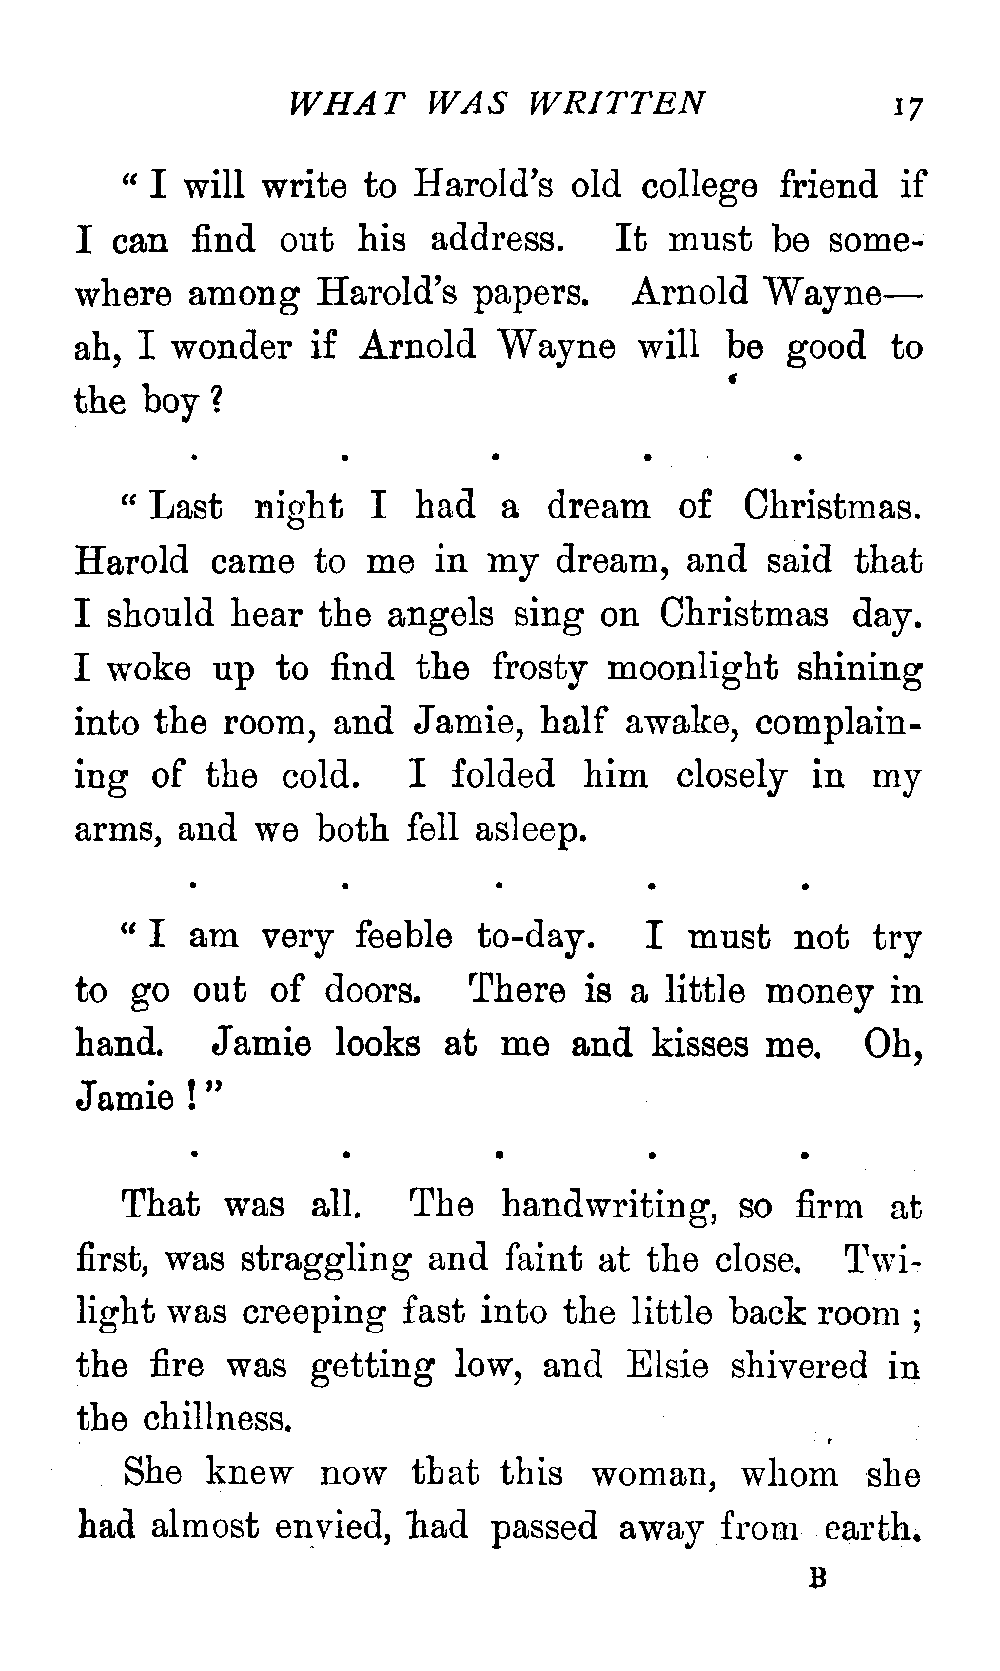 WHAT WAS WRITTEN 17
“ I will write to Harold’s old college friend if
I can find out his address. It must be some-
where among Harold’s papers. Arnold Wayne—
ah, I wonder if Arnold Wayne will be good to
the boy ?
. . . . .
“ Last night I had a dream of Christmas.
Harold came to me in my dream, and said that
I should hear the angels sing on Christmas day.
I woke up to find the frosty moonlight shining
into the room, and Jamie, half awake, complain-
ing of the cold. I folded him closely in my
arms, and we both fell asleep.
. . . . .
“ I am very feeble to-day. I must not try
to go out of doors. There is a little money in
hand. Jamie looks at me and kisses me. Oh,
Jamie ! ”
. . . . .
That was all. The handwriting, so firm at
first, was straggling and faint at the close. Twi-
light was creeping fast into the little back room ;
the fire was getting low, and Elsie shivered in
the chillness.
She knew now that this woman, whom she
had almost envied, had passed away from earth.
B